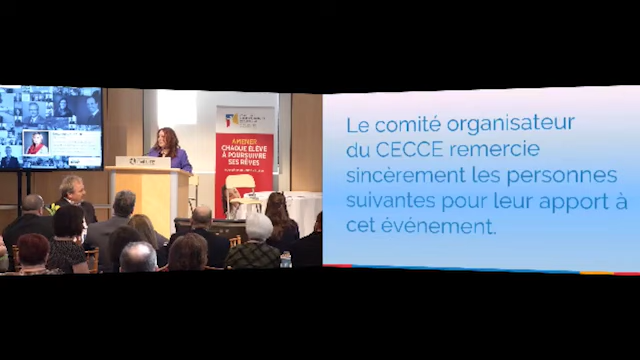 AMENER
CHAQUE ÉLÈVE
À POURSUIVRE
SES RÊVES
Le comité organisateur
du CECCE remercie
sincèrement les personnes
suivantes pour leur apport à
cet événement.